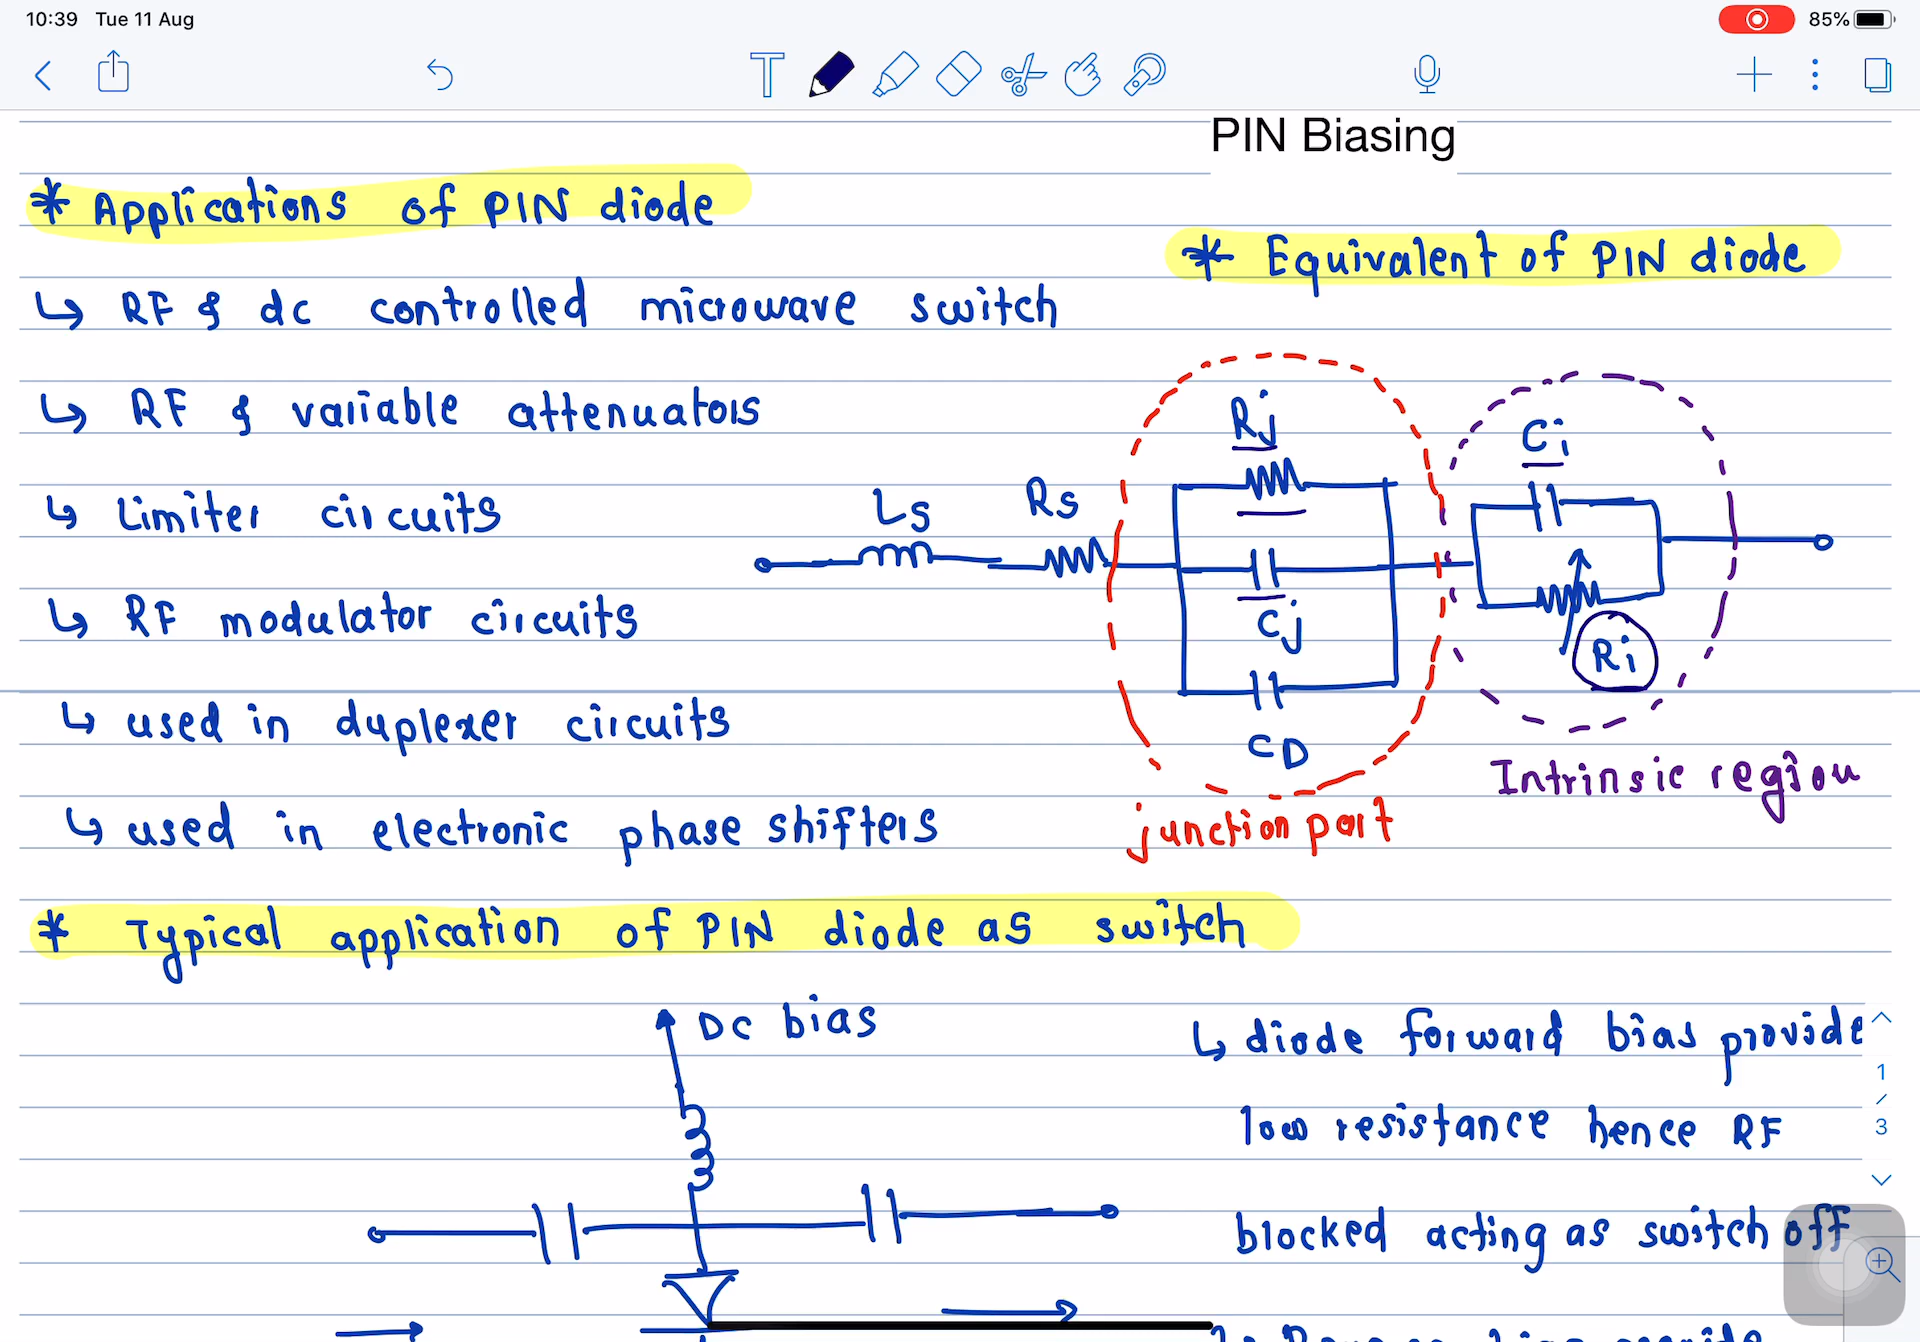 10:39 Tue 11 Aug
85%
PIN Biasing
* Applications of PIN diode
↳ RF & dc controlled microwave switch
↳ RF & variable attenuators
↳ Limiter circuits
↳ RF modulator circuits
↳ used in duplexer circuits
↳ used in electronic phase shifters
* Equivalent of PIN diode
Ls
Rs
Rj
Cj
CD
junction part
Ci
Ri
Intrinsic region
* Typical application of PIN diode as switch
DC bias
↳ diode forward bias provide
low resistance hence RF
blocked acting as switch off
1
/
3